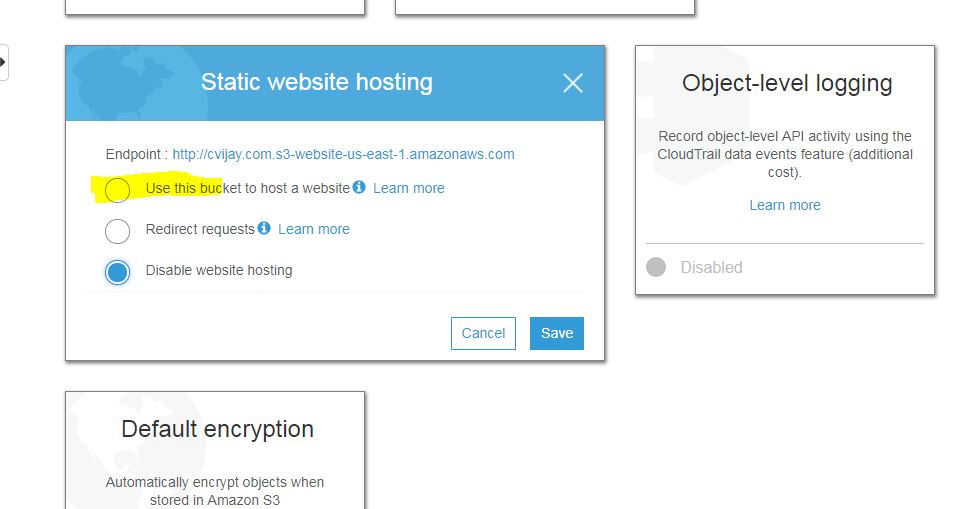 Static website hosting
Endpoint : http://cvijay.com.s3-website-us-east-1.amazonaws.com
Use this bucket to host a website Learn more
Redirect requests Learn more
Disable website hosting
Cancel Save
Object-level logging
Record object-level API activity using the
CloudTrail data events feature (additional
cost).
Learn more
Disabled
Default encryption
Automatically encrypt objects when
stored in Amazon S3